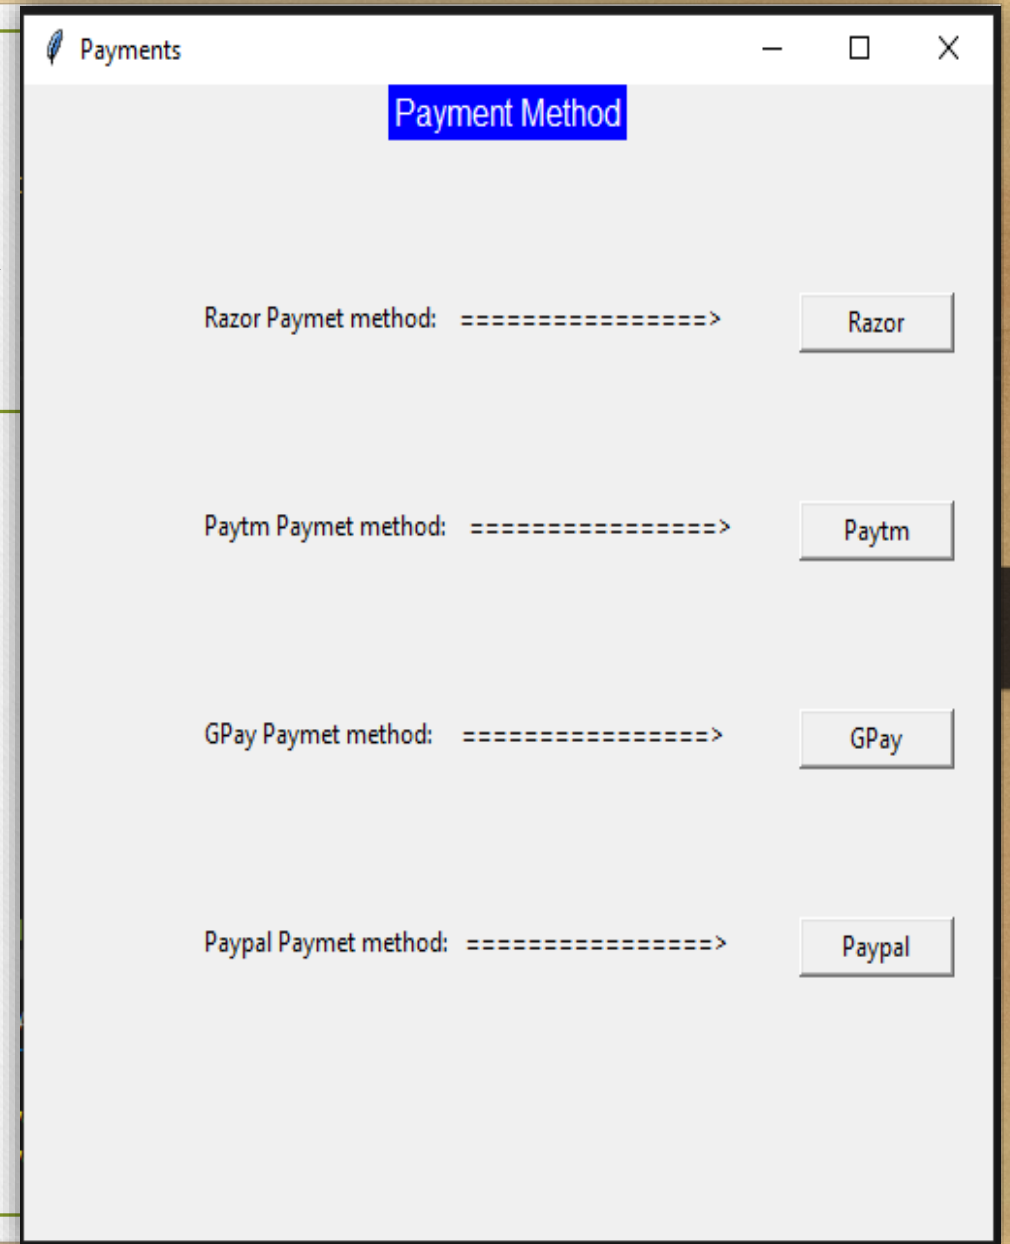 Payments
Payment Method
Razor Paymet method: ================> Razor
Paytm Paymet method: ================> Paytm
GPay Paymet method: ================> GPay
Paypal Paymet method: ================> Paypal